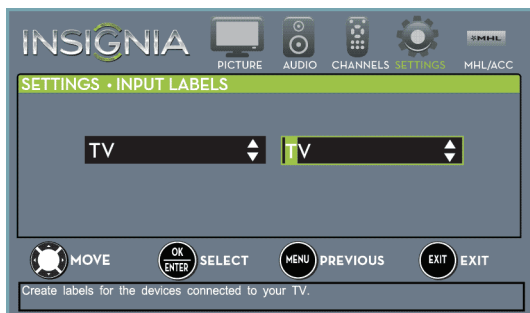 INSIGNIA
PICTURE AUDIO CHANNELS SETTINGS MHL MHL/ACC
SETTINGS • INPUT LABELS
TV TV
MOVE OK ENTER SELECT MENU PREVIOUS EXIT EXIT
Create labels for the devices connected to your TV.